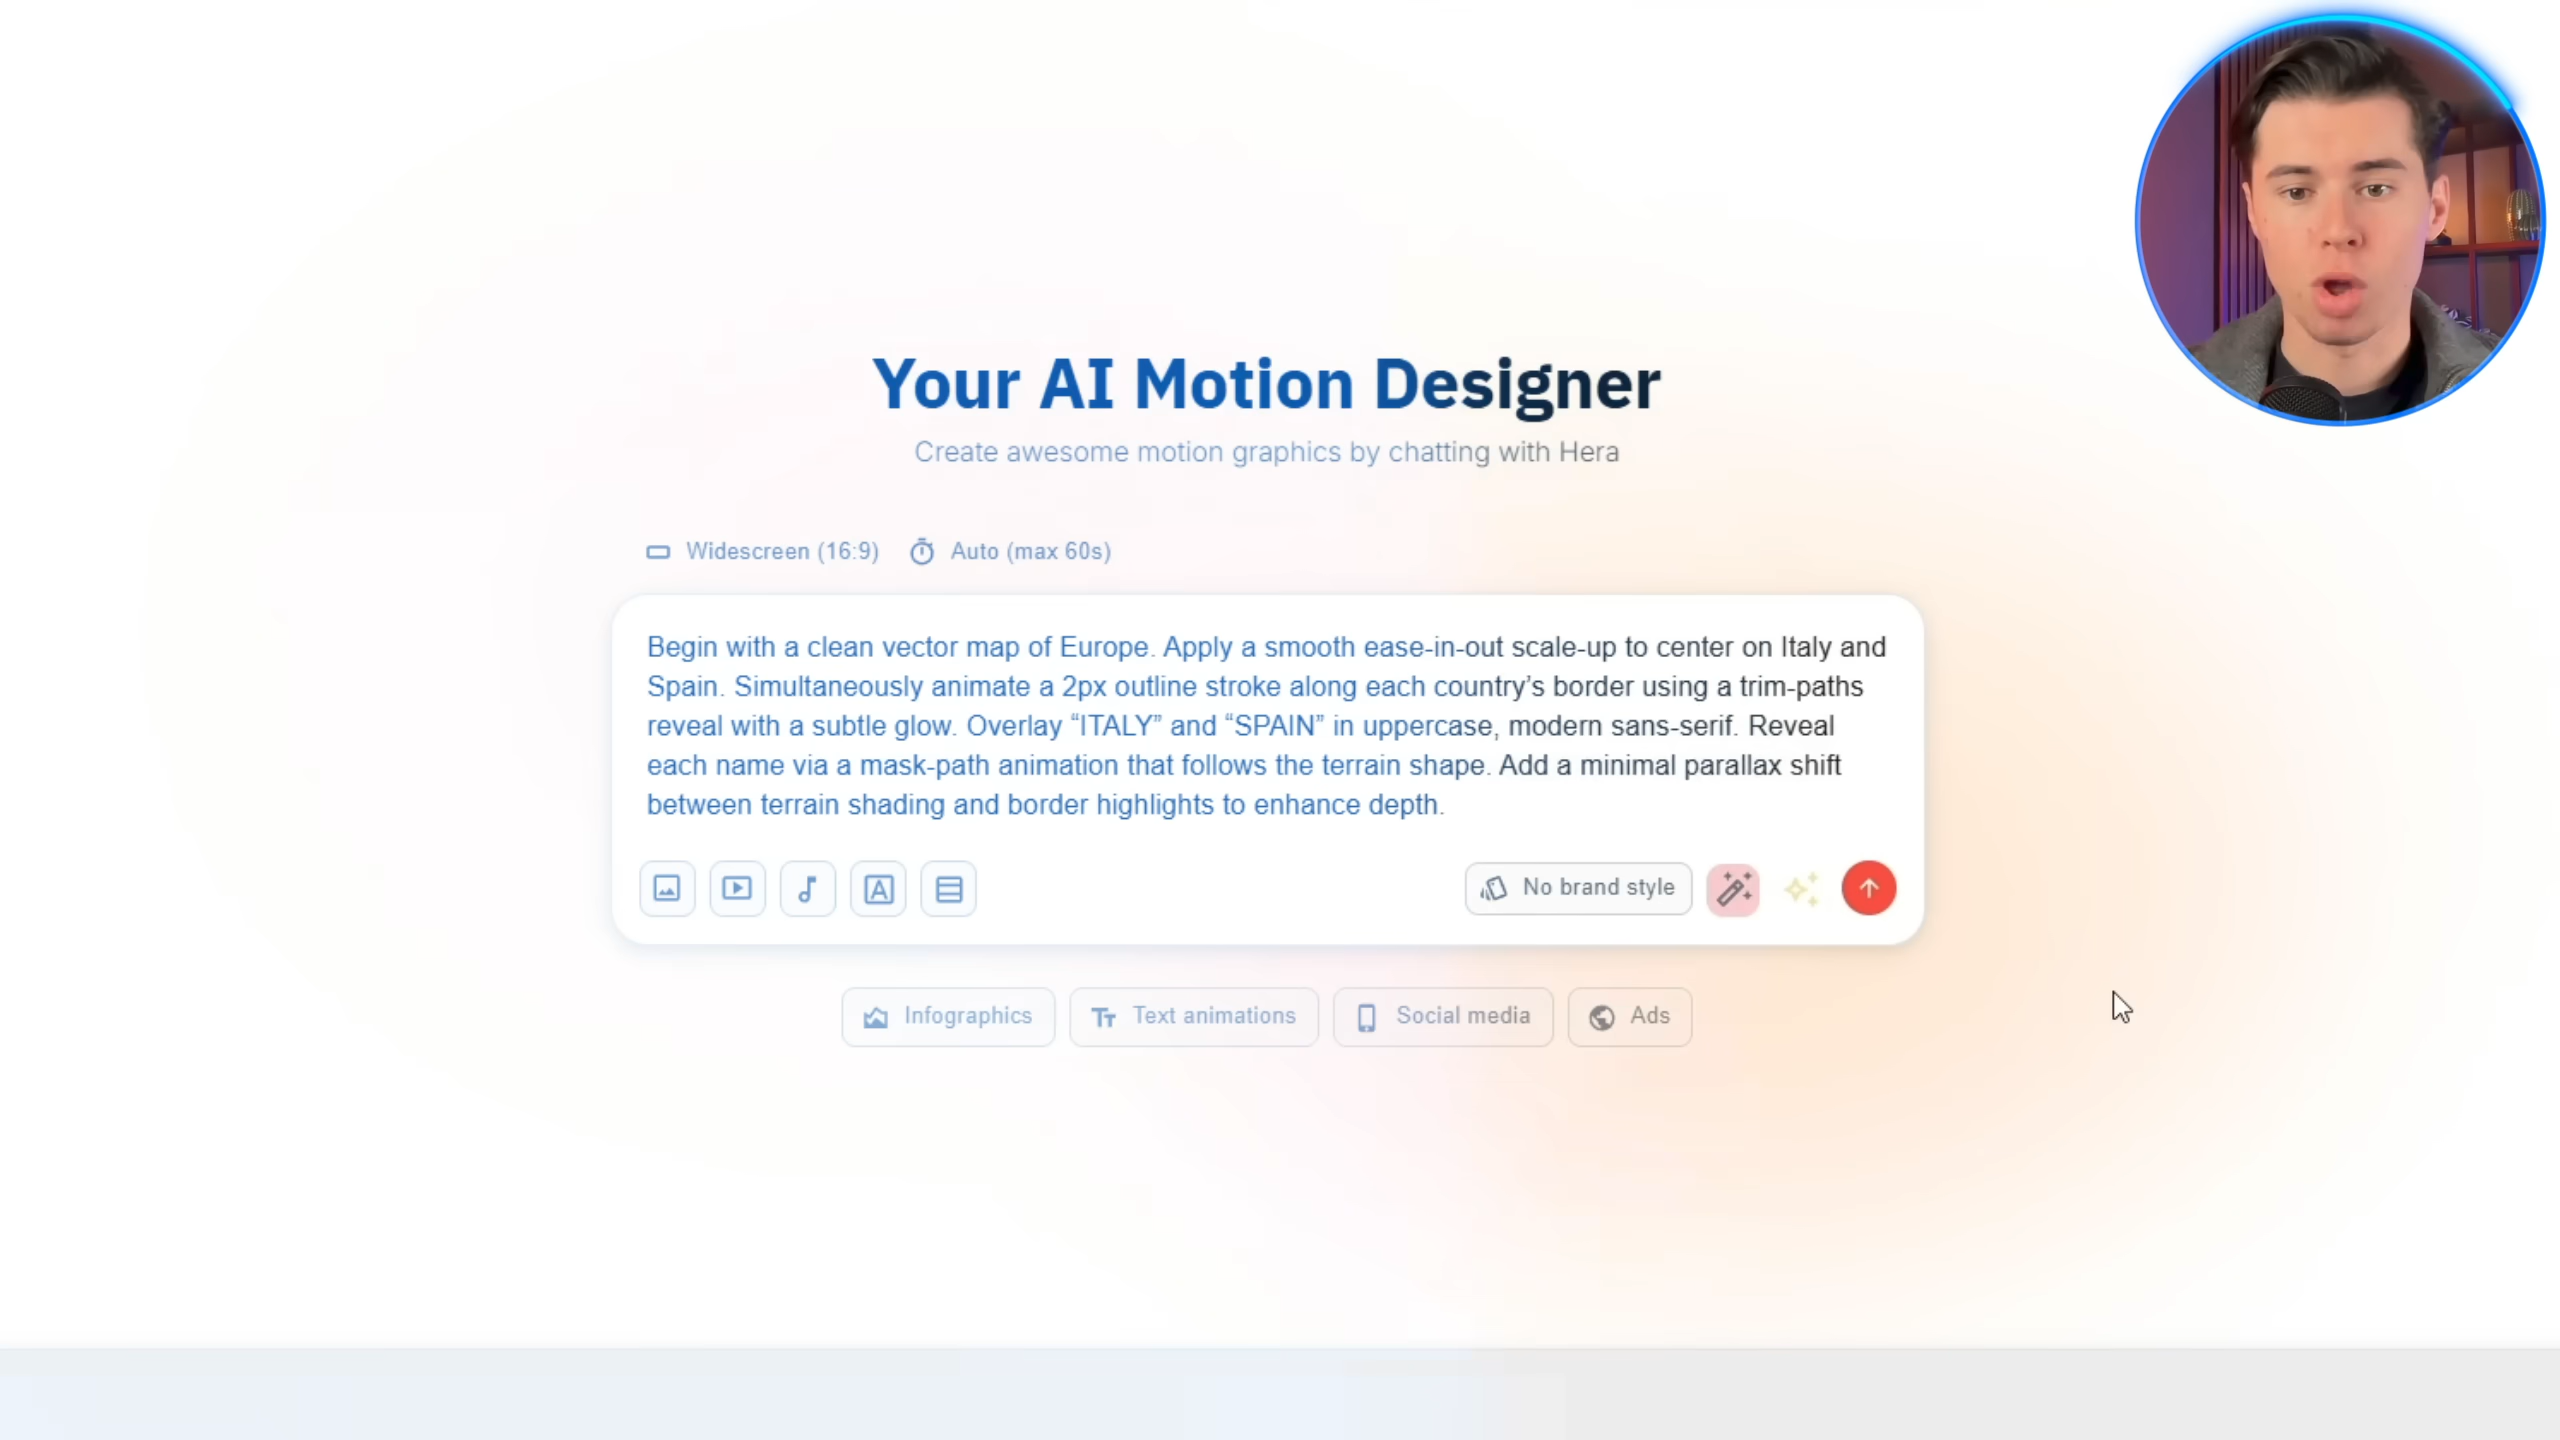 Your AI Motion Designer
Create awesome motion graphics by chatting with Hera
Widescreen (16:9) Auto (max 60s)
Begin with a clean vector map of Europe. Apply a smooth ease-in-out scale-up to center on Italy and
Spain. Simultaneously animate a 2px outline stroke along each country’s border using a trim-paths
reveal with a subtle glow. Overlay “ITALY” and “SPAIN” in uppercase, modern sans-serif. Reveal
each name via a mask-path animation that follows the terrain shape. Add a minimal parallax shift
between terrain shading and border highlights to enhance depth.
No brand style
Infographics Text animations Social media Ads